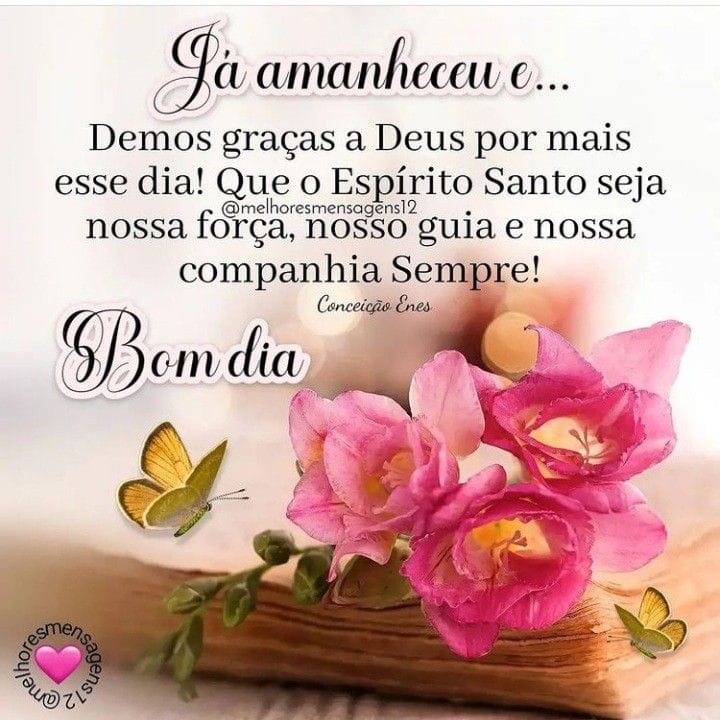 Já amanheceu e...
Demos graças a Deus por mais
esse dia! Que o Espírito Santo seja
@melhoresmensagens12
nossa força, nosso guia e nossa
companhia Sempre!
Conceição Enes
Bom dia
@melhoresmensagens12